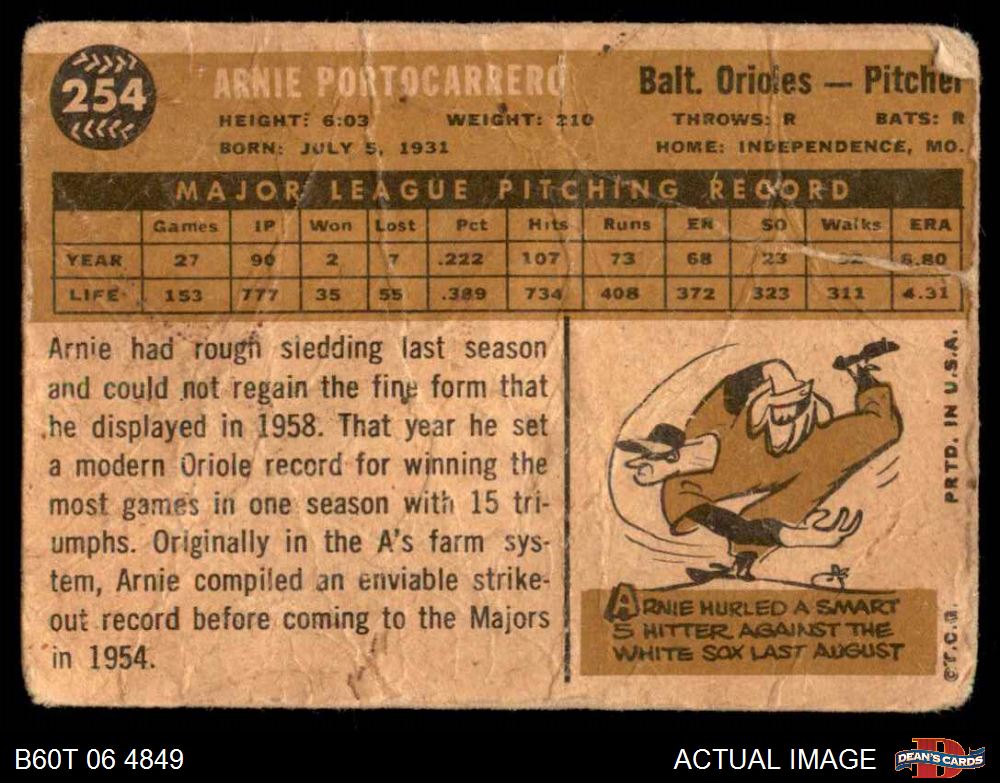 254
ARNIE PORTOCARRERO
Balt. Orioles — Pitcher
HEIGHT: 6:03 WEIGHT: 210 THROWS: R BATS: R
BORN: JULY 5, 1931 HOME: INDEPENDENCE, MO.
MAJOR LEAGUE PITCHING RECORD
Games IP Won Lost Pct Hits Runs ER SO Walks ERA
YEAR 27 90 2 7 .222 107 73 68 23 6.80
LIFE 153 777 35 55 .389 734 408 372 323 311 4.31
Arnie had rough sledding last season
and could not regain the fine form that
he displayed in 1958. That year he set
a modern Oriole record for winning the
most games in one season with 15 tri-
umphs. Originally in the A's farm sys-
tem, Arnie compiled an enviable strike-
out record before coming to the Majors
in 1954.
ARNIE HURLED A SMART
5 HITTER AGAINST THE
WHITE SOX LAST AUGUST
©T.C.G. PRTD. IN U.S.A.
B60T 06 4849
ACTUAL IMAGE
D
DEAN'S CARDS